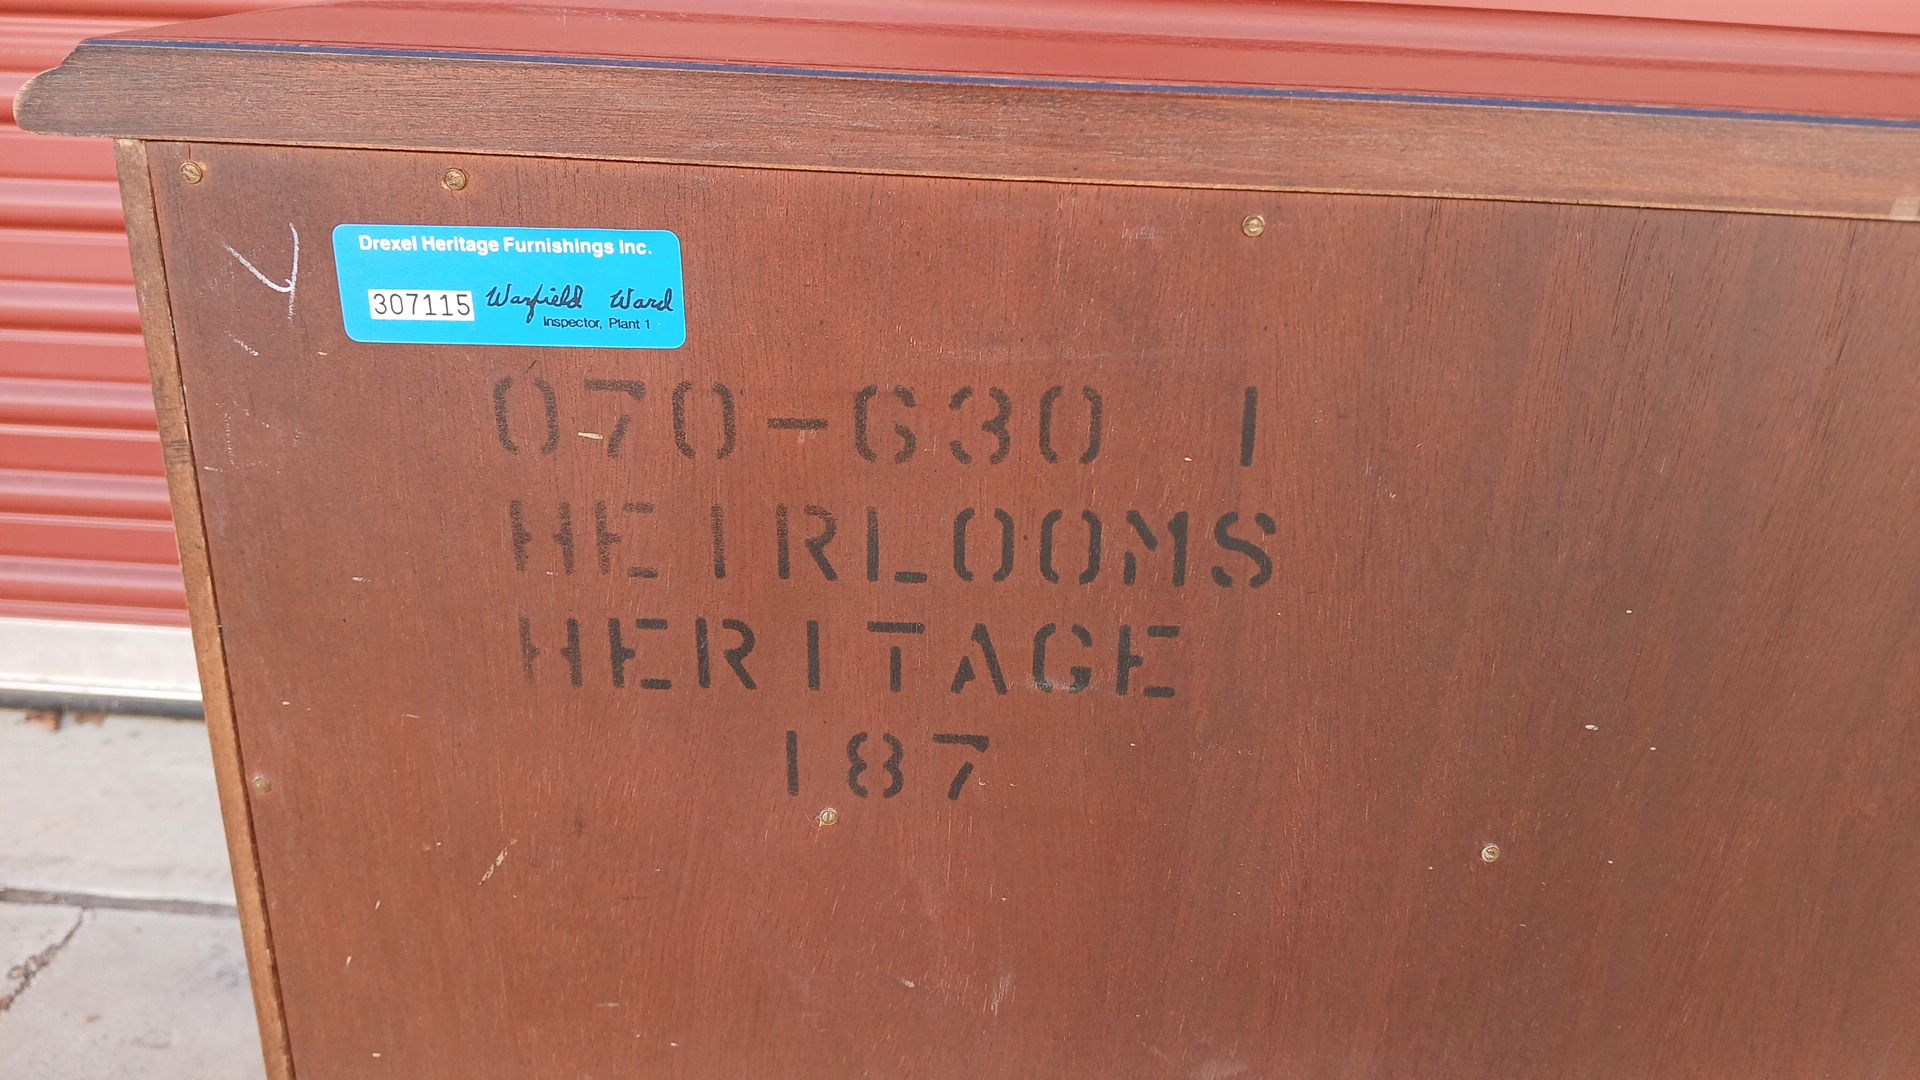 Drexel Heritage Furnishings Inc.
307115 Warfield Ward
Inspector, Plant 1
070-630 1
HEIRLOOMS
HERITAGE
187